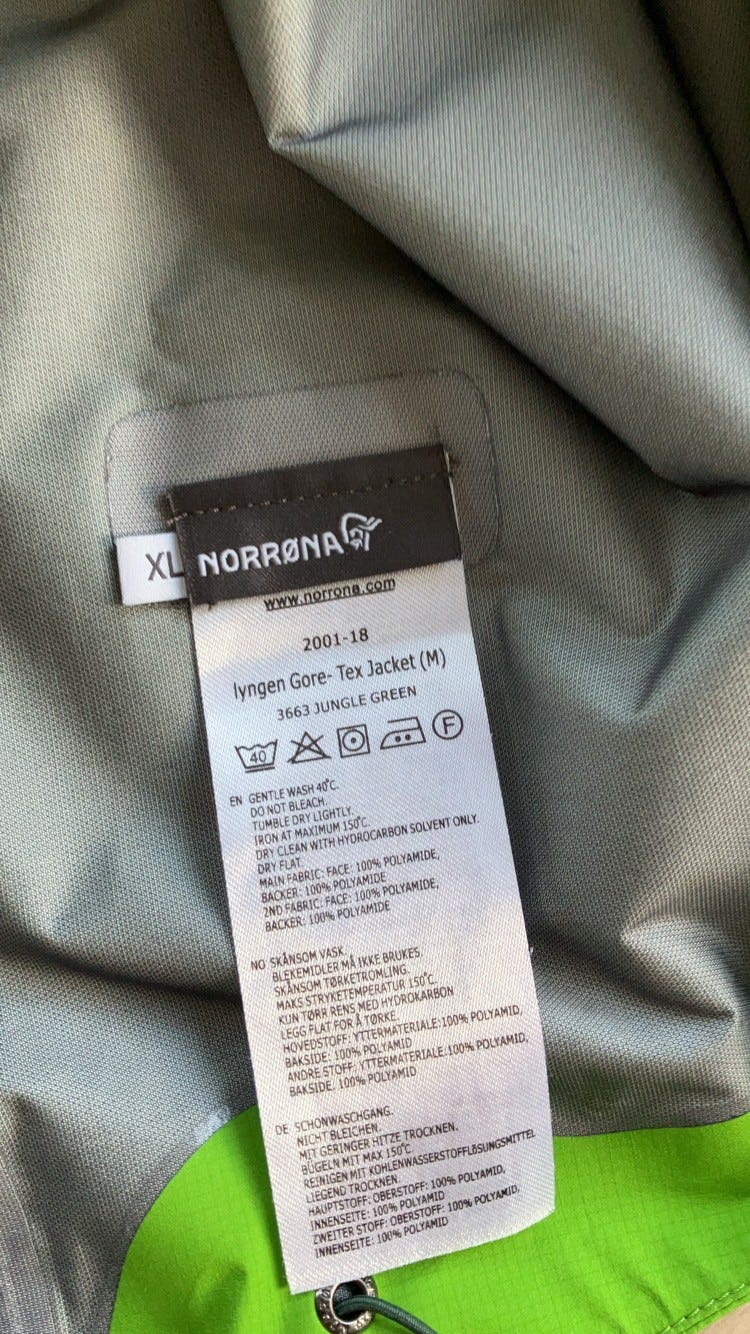 XL
NORRØNA
www.norrona.com
2001-18
lyngen Gore- Tex Jacket (M)
3663 JUNGLE GREEN
40 F
EN GENTLE WASH 40°C.
DO NOT BLEACH.
TUMBLE DRY LIGHTLY.
IRON AT MAXIMUM 150°C.
DRY CLEAN WITH HYDROCARBON SOLVENT ONLY.
DRY FLAT.
MAIN FABRIC: FACE: 100% POLYAMIDE,
BACKER: 100% POLYAMIDE
2ND FABRIC: FACE: 100% POLYAMIDE,
BACKER: 100% POLYAMIDE
NO SKÅNSOM VASK.
BLEKEMIDLER MÅ IKKE BRUKES.
SKÅNSOM TØRKETROMLING.
MAKS STRYKETEMPERATUR 150°C.
KUN TØRR RENS MED HYDROKARBON
LEGG FLAT FOR Å TØRKE.
HOVEDSTOFF: YTTERMATERIALE:100% POLYAMID,
BAKSIDE: 100% POLYAMID
ANDRE STOFF: YTTERMATERIALE:100% POLYAMID,
BAKSIDE. 100% POLYAMID
DE SCHONWASCHGANG.
NICHT BLEICHEN.
MIT GERINGER HITZE TROCKNEN.
BÜGELN MIT MAX 150°C
REINIGEN MIT KOHLENWASSERSTOFFLÖSUNGSMITTEL
LIEGEND TROCKNEN.
HAUPTSTOFF: OBERSTOFF: 100% POLYAMID,
INNENSEITE: 100% POLYAMID
ZWEITER STOFF: OBERSTOFF: 100% POLYAMID,
INNENSEITE: 100% POLYAMID